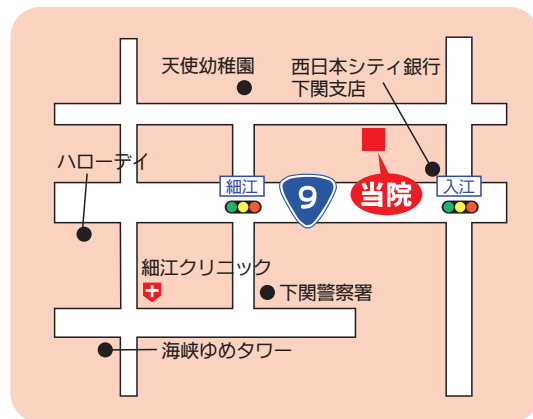 天使幼稚園
西日本シティ銀行
下関支店
ハローデイ
細江
9
当院
入江
細江クリニック
下関警察署
海峡ゆめタワー